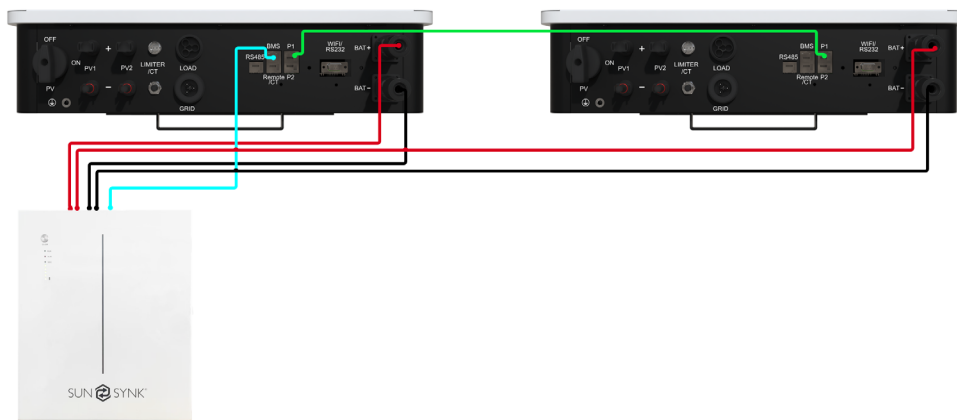 OFF
ON
PV1
+
PV2
-
PV
LIMITER
/CT
LOAD
GRID
RS485
BMS
P1
Remote
/CT
P2
WIFI/
RS232
BAT+
BAT-
OFF
ON
PV1
+
PV2
-
PV
LIMITER
/CT
LOAD
GRID
RS485
BMS
P1
Remote
/CT
P2
WIFI/
RS232
BAT+
BAT-
SUN SYNK